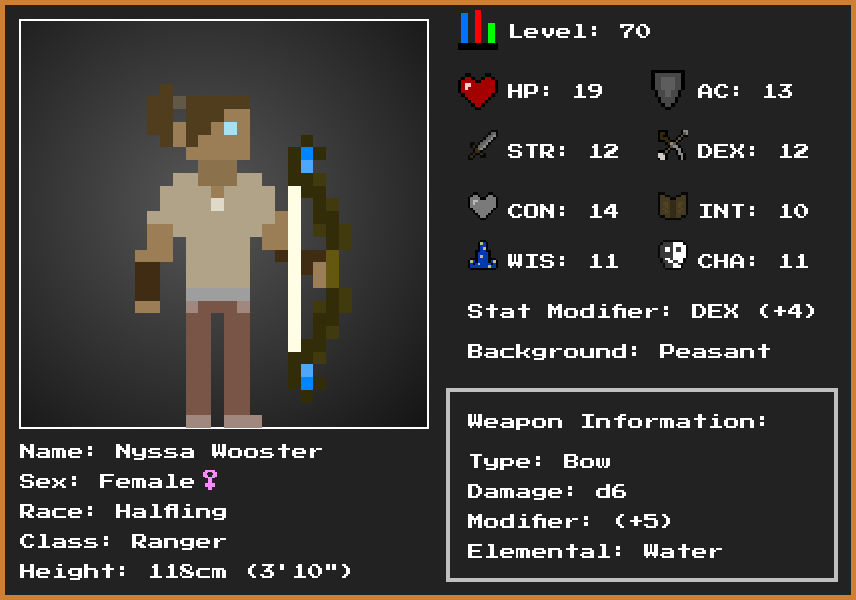 Level: 70
HP: 19
AC: 13
STR: 12
DEX: 12
CON: 14
INT: 10
WIS: 11
CHA: 11
Stat Modifier: DEX (+4)
Background: Peasant
Name: Nyssa Wooster
Sex: Female♀
Race: Halfling
Class: Ranger
Height: 118cm (3'10")
Weapon Information:
Type: Bow
Damage: d6
Modifier: (+5)
Elemental: Water